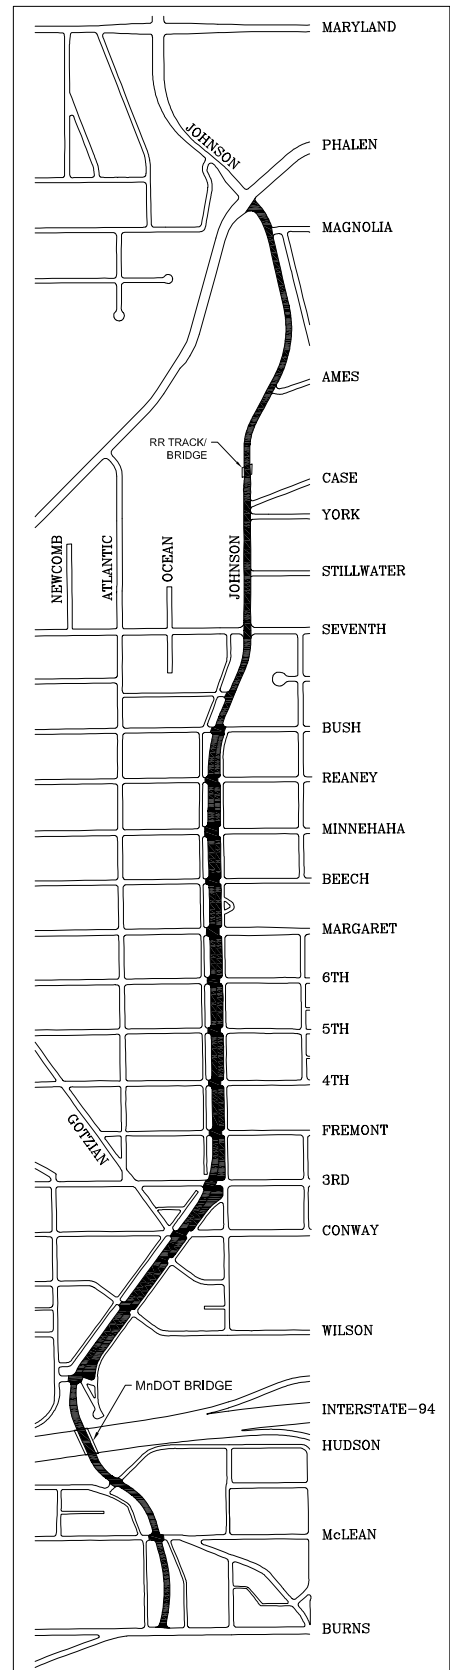 MARYLAND
JOHNSON
PHALEN
MAGNOLIA
AMES
RR TRACK/
BRIDGE
CASE
YORK
NEWCOMB
ATLANTIC
OCEAN
JOHNSON
STILLWATER
SEVENTH
BUSH
REANEY
MINNEHAHA
BEECH
MARGARET
6TH
5TH
4TH
GOTZIAN
FREMONT
3RD
CONWAY
WILSON
MnDOT BRIDGE
INTERSTATE-94
HUDSON
McLEAN
BURNS